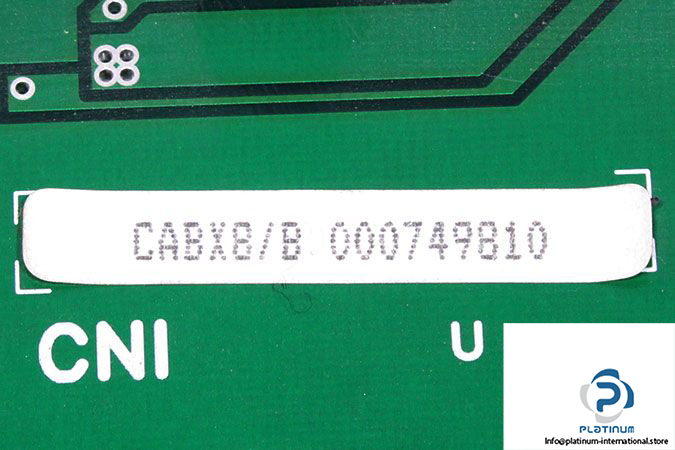 CABXB/B 000749B10
CNI U
PLATINUM
Info@platinum-international.store